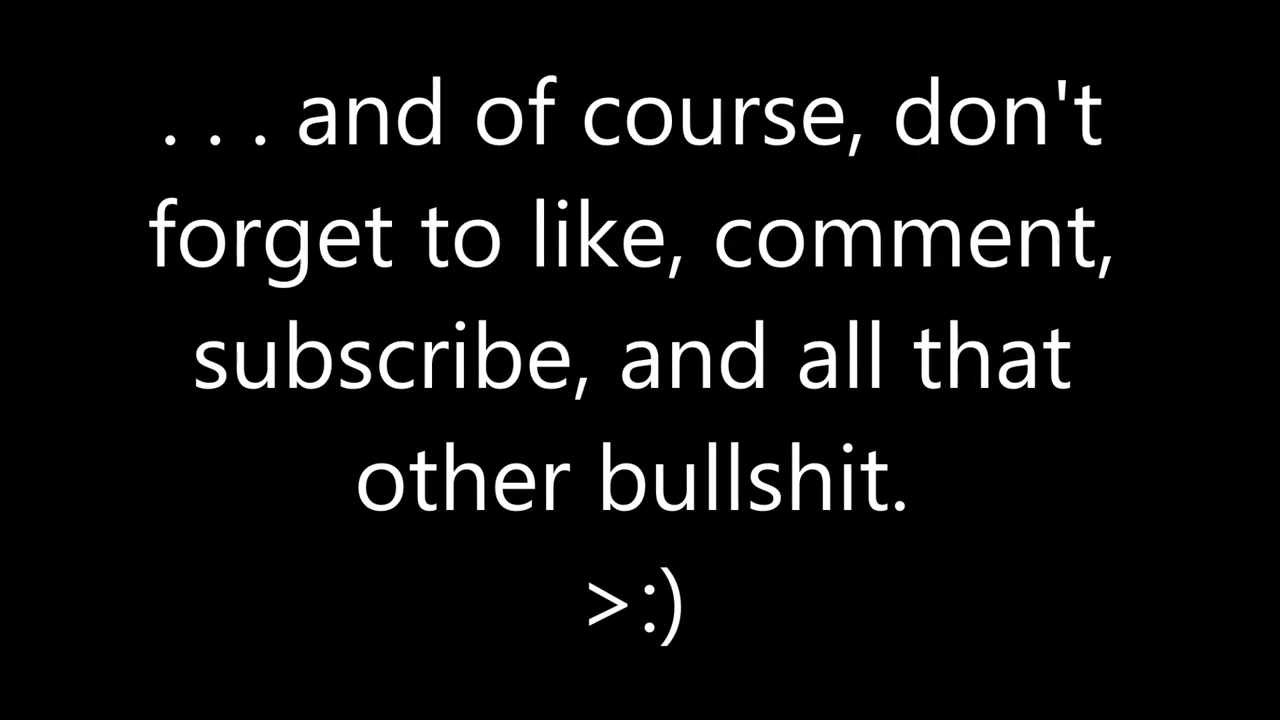 . . . and of course, don't
forget to like, comment,
subscribe, and all that
other bullshit.
>:)